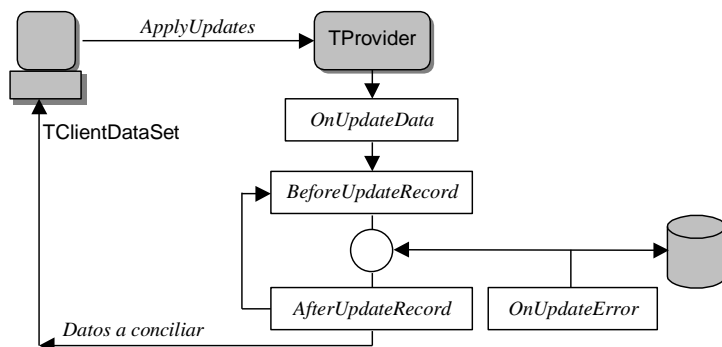 ApplyUpdates
TProvider
TClientDataSet
OnUpdateData
BeforeUpdateRecord
AfterUpdateRecord
OnUpdateError
Datos a conciliar